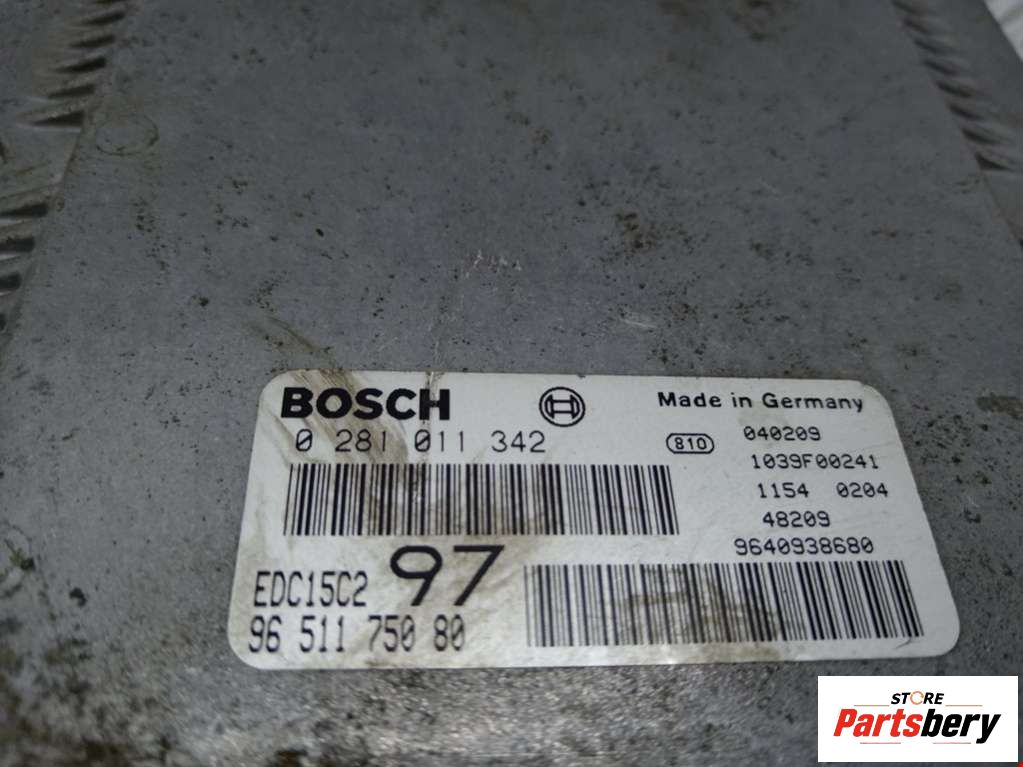 BOSCH
Made in Germany
0 281 011 342
810
040209
1039F00241
1154 0204
48209
9640938680
EDC15C2
97
96 511 750 80
STORE
Partsbery